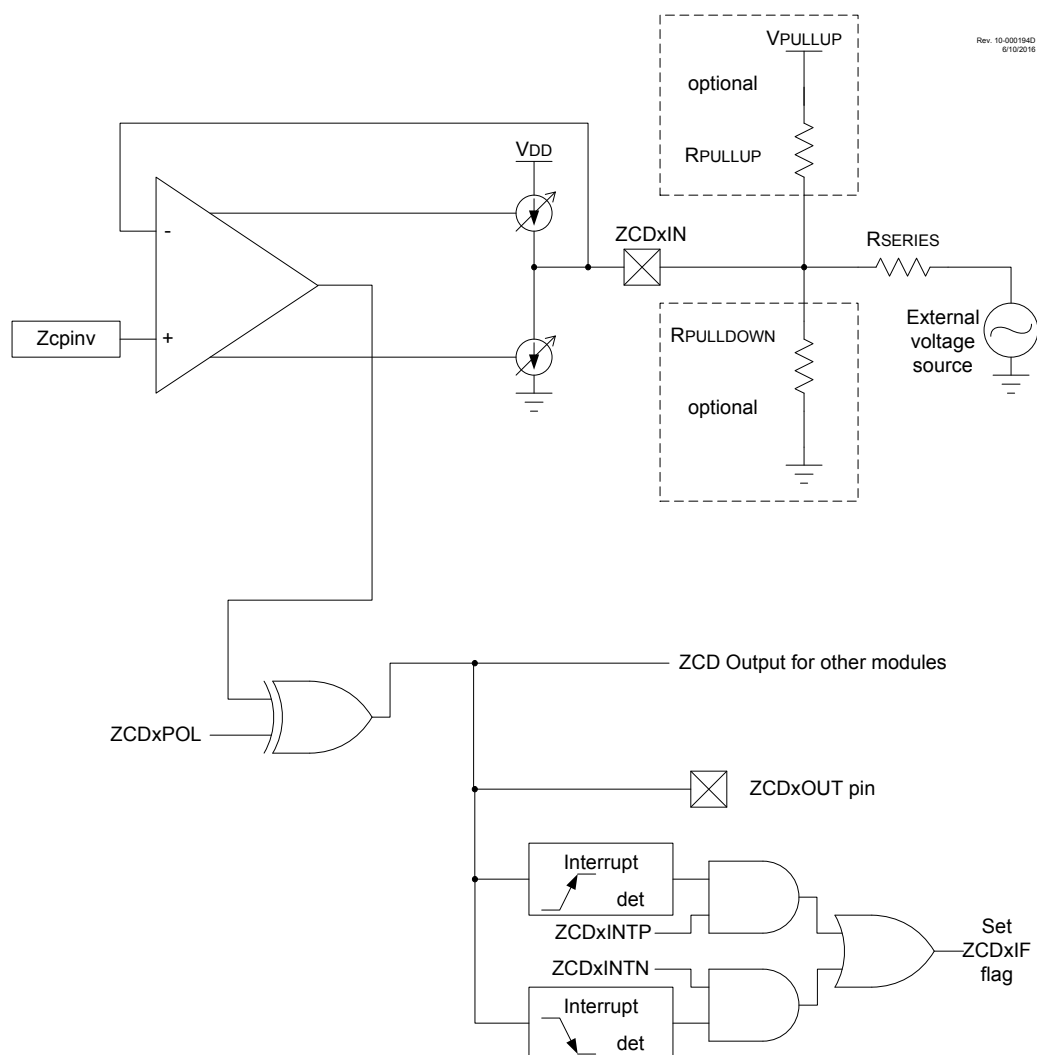 VPULLUP
Rev. 10-000194D
6/10/2016
optional
RPULLUP
VDD
ZCDxIN
RSERIES
-
Zcpinv
+
RPULLDOWN
External
voltage
source
optional
ZCD Output for other modules
ZCDxPOL
ZCDxOUT pin
Interrupt
det
ZCDxINTP
Set
ZCDxIF
flag
ZCDxINTN
Interrupt
det